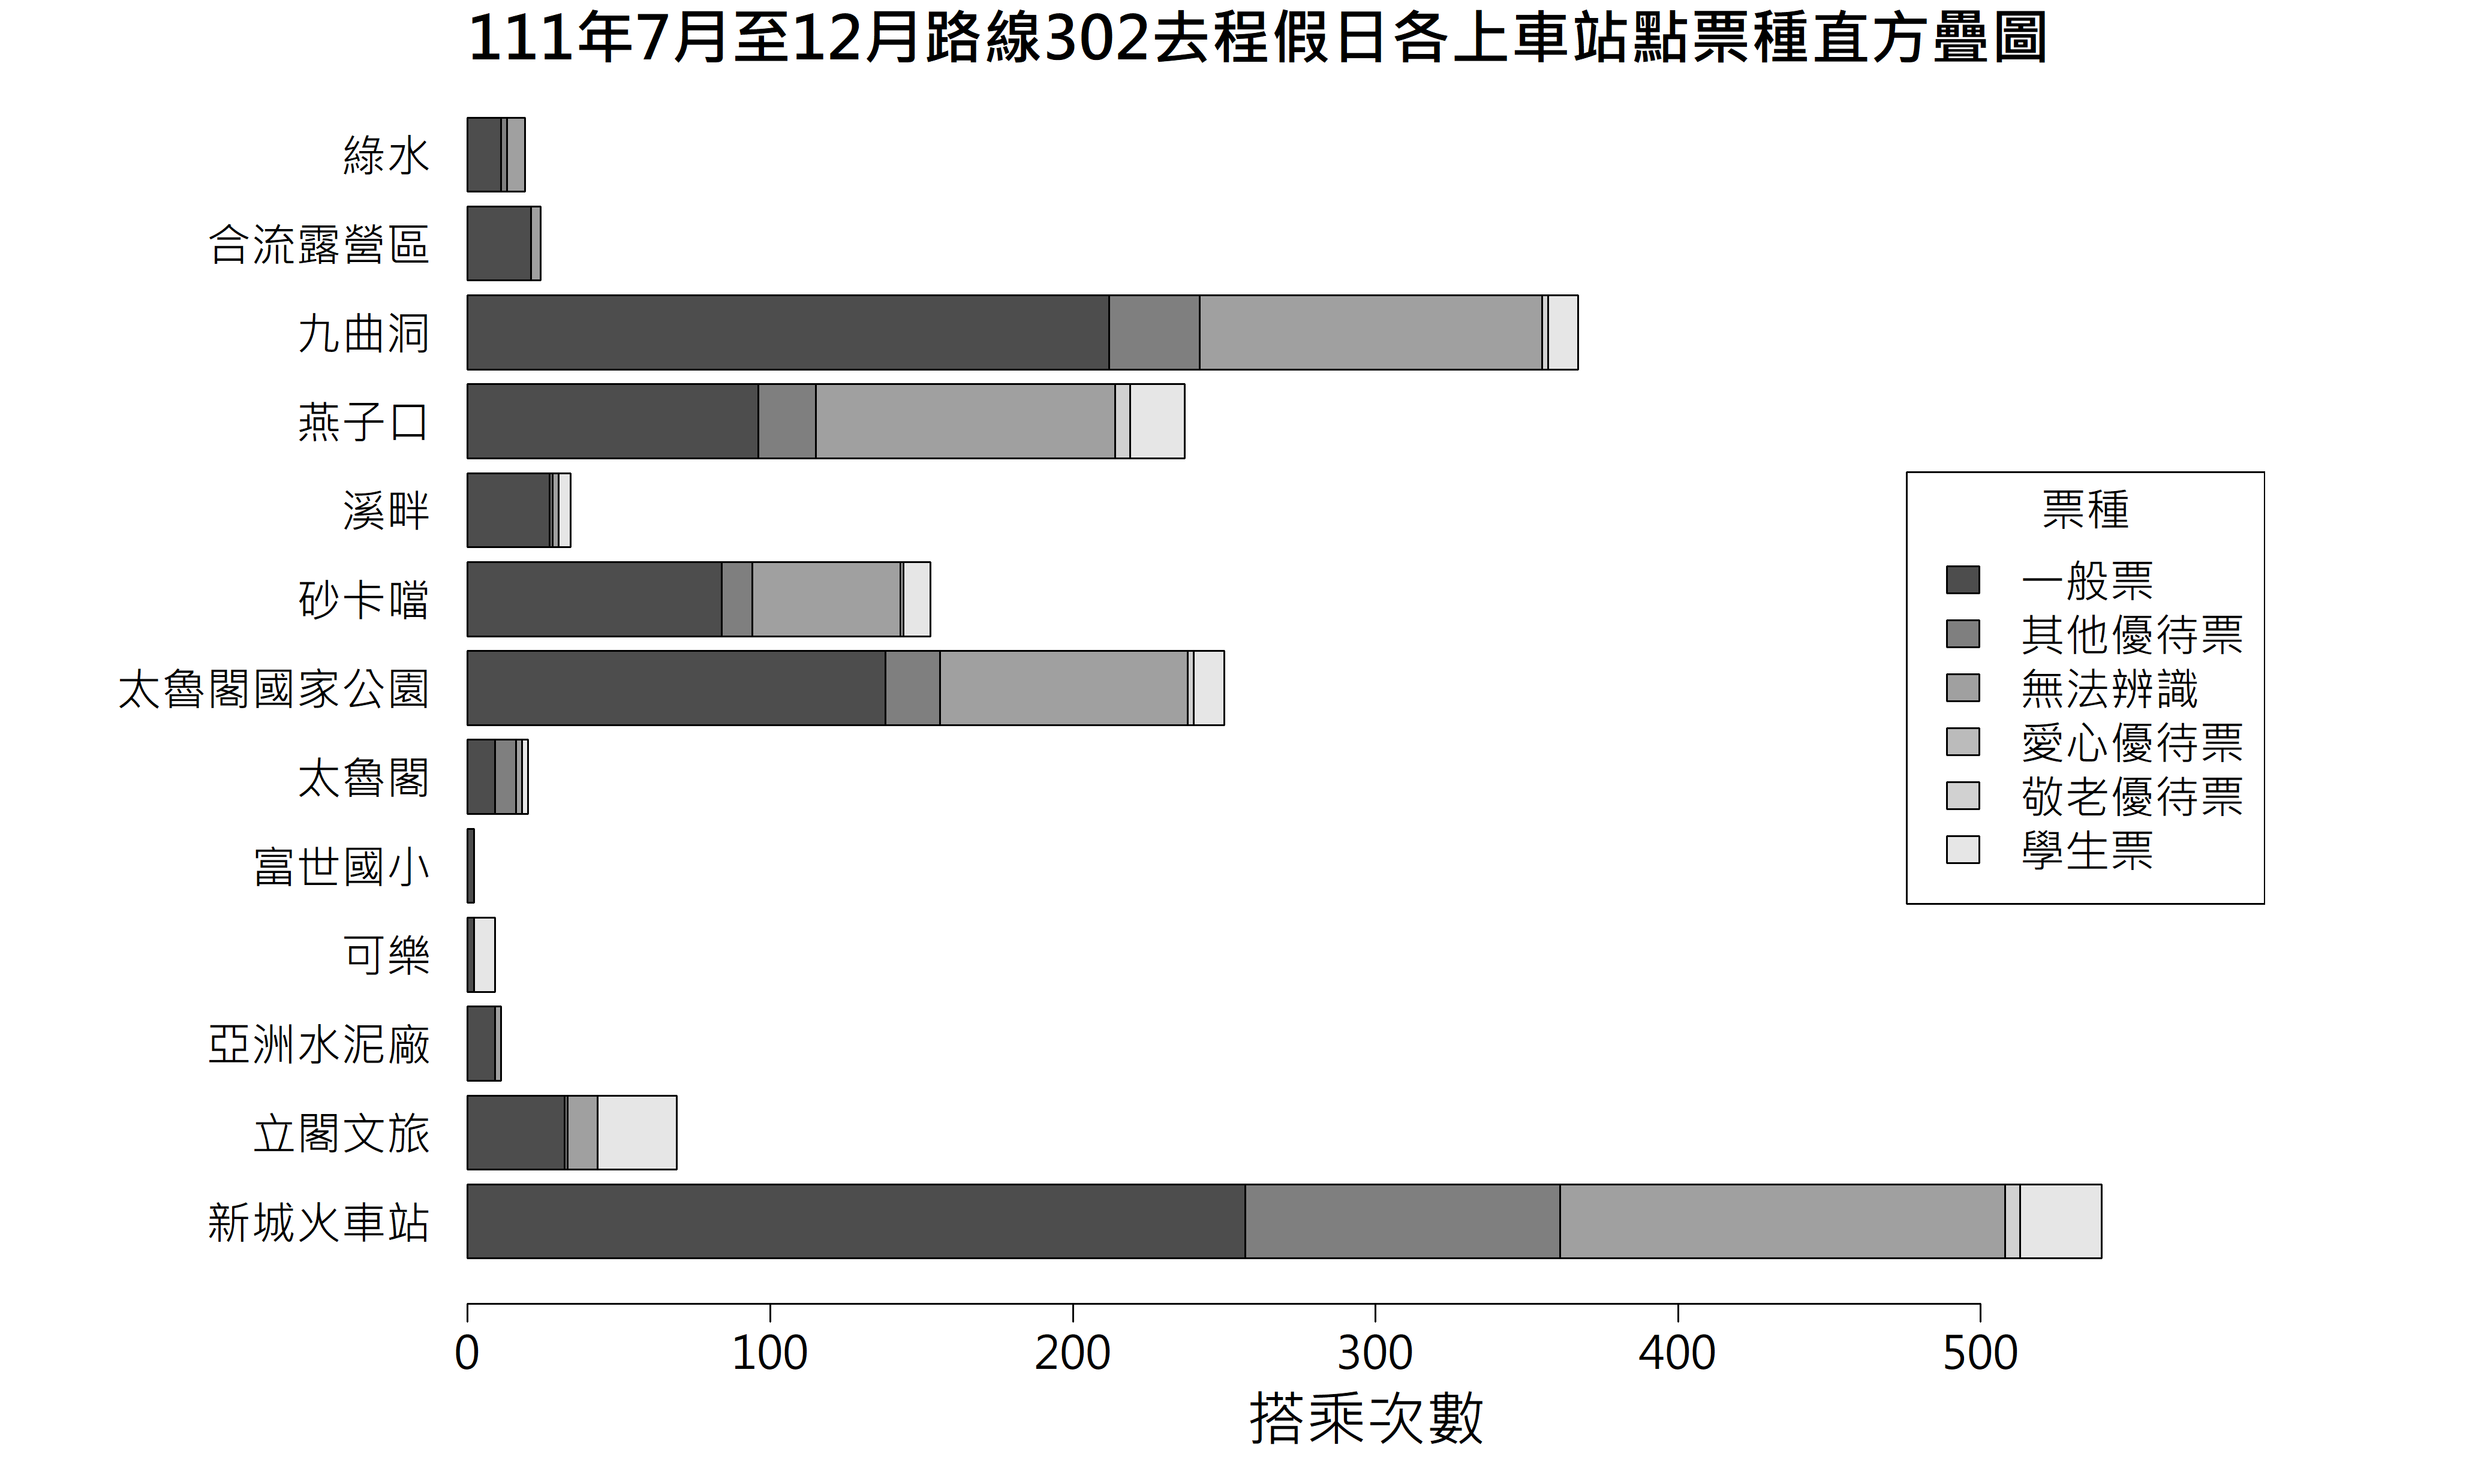 111年7月至12月路線302去程假日各上車站點票種直方疊圖
綠水
合流露營區
九曲洞
燕子口
溪畔
砂卡噹
太魯閣國家公園
太魯閣
富世國小
可樂
亞洲水泥廠
立閣文旅
新城火車站
票種
一般票
其他優待票
無法辨識
愛心優待票
敬老優待票
學生票
0 100 200 300 400 500
搭乘次數